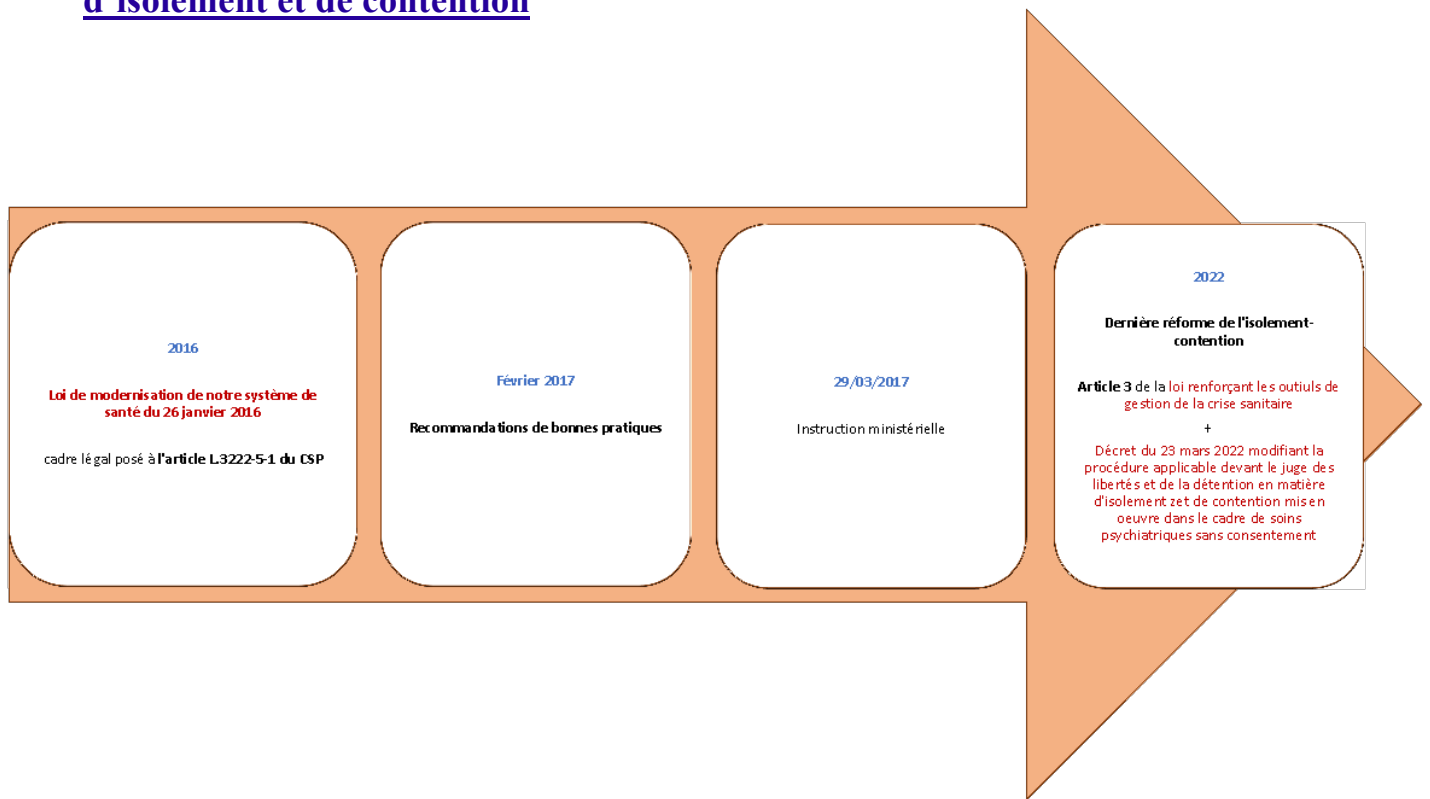 d'isolement et de contention
2016
Loi de modernisation de notre système de
santé du 26 janvier 2016
cadre légal posé à l'article L.3222-5-1 du CSP
Février 2017
Recommandations de bonnes pratiques
29/03/2017
Instruction ministérielle
2022
Dernière réforme de l'isolement-
contention
Article 3 de la loi renforçant les outiuls de
gestion de la crise sanitaire
+
Décret du 23 mars 2022 modifiant la
procédure applicable devant le juge des
libertés et de la détention en matière
d'isolement zet de contention mis en
oeuvre dans le cadre de soins
psychiatriques sans consentement